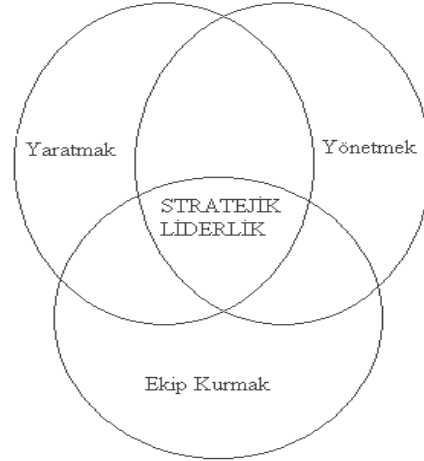 Yaratmak
Yönetmek
STRATEJİK
LİDERLİK
Ekip Kurmak